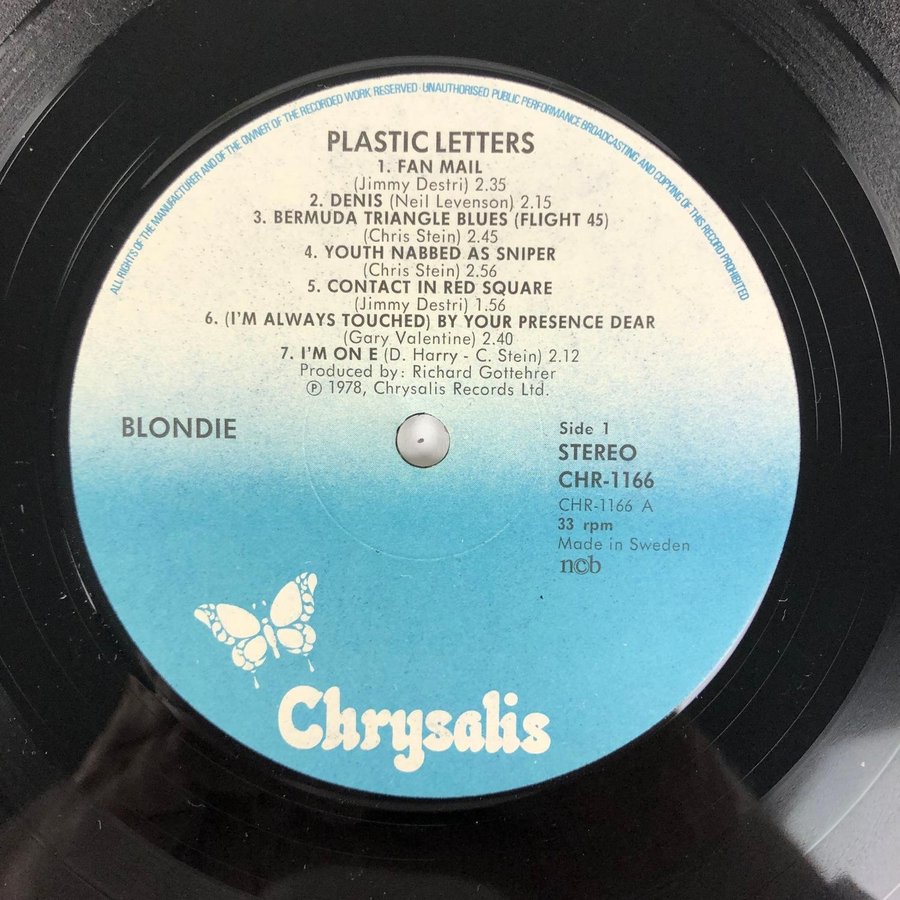 ALL RIGHTS OF THE MANUFACTURER AND OF THE OWNER OF THE RECORDED WORK RESERVED UNAUTHORISED PUBLIC PERFORMANCE BROADCASTING AND COPYING OF THIS RECORD PROHIBITED
PLASTIC LETTERS
1. FAN MAIL
(Jimmy Destri) 2.35
2. DENIS (Neil Levenson) 2.15
3. BERMUDA TRIANGLE BLUES (FLIGHT 45)
(Chris Stein) 2.45
4. YOUTH NABBED AS SNIPER
(Chris Stein) 2.56
5. CONTACT IN RED SQUARE
(Jimmy Destri) 1.56
6. (I'M ALWAYS TOUCHED) BY YOUR PRESENCE DEAR
(Gary Valentine) 2.40
7. I'M ON E (D. Harry - C. Stein) 2.12
Produced by: Richard Gottehrer
℗ 1978, Chrysalis Records Ltd.
BLONDIE
Side 1
STEREO
CHR-1166
CHR-1166 A
33 rpm
Made in Sweden
n©b
Chrysalis